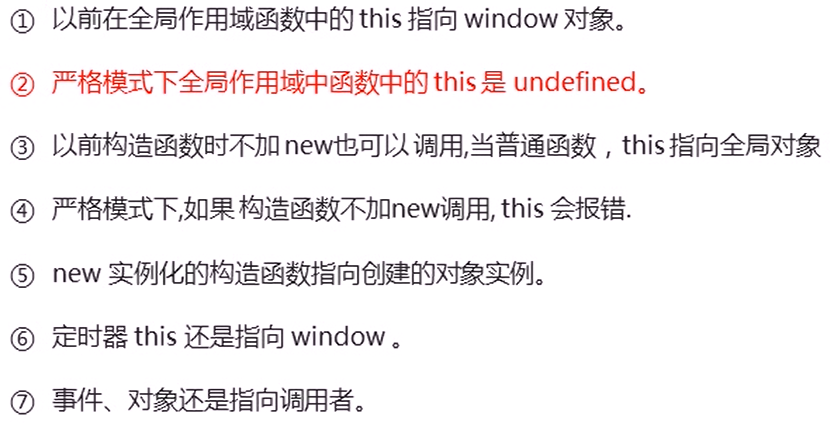 ① 以前在全局作用域函数中的 this 指向 window 对象。
② 严格模式下全局作用域中函数中的 this 是 undefined。
③ 以前构造函数时不加 new也可以 调用,当普通函数，this 指向全局对象
④ 严格模式下,如果 构造函数不加new调用, this 会报错.
⑤ new 实例化的构造函数指向创建的对象实例。
⑥ 定时器 this 还是指向 window 。
⑦ 事件、对象还是指向调用者。